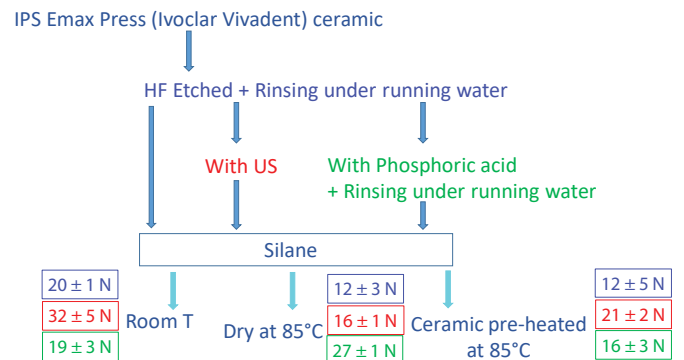 IPS Emax Press (Ivoclar Vivadent) ceramic
HF Etched + Rinsing under running water
With US
With Phosphoric acid
+ Rinsing under running water
Silane
20 ± 1 N
32 ± 5 N
19 ± 3 N
Room T
Dry at 85°C
12 ± 3 N
16 ± 1 N
27 ± 1 N
Ceramic pre-heated
at 85°C
12 ± 5 N
21 ± 2 N
16 ± 3 N